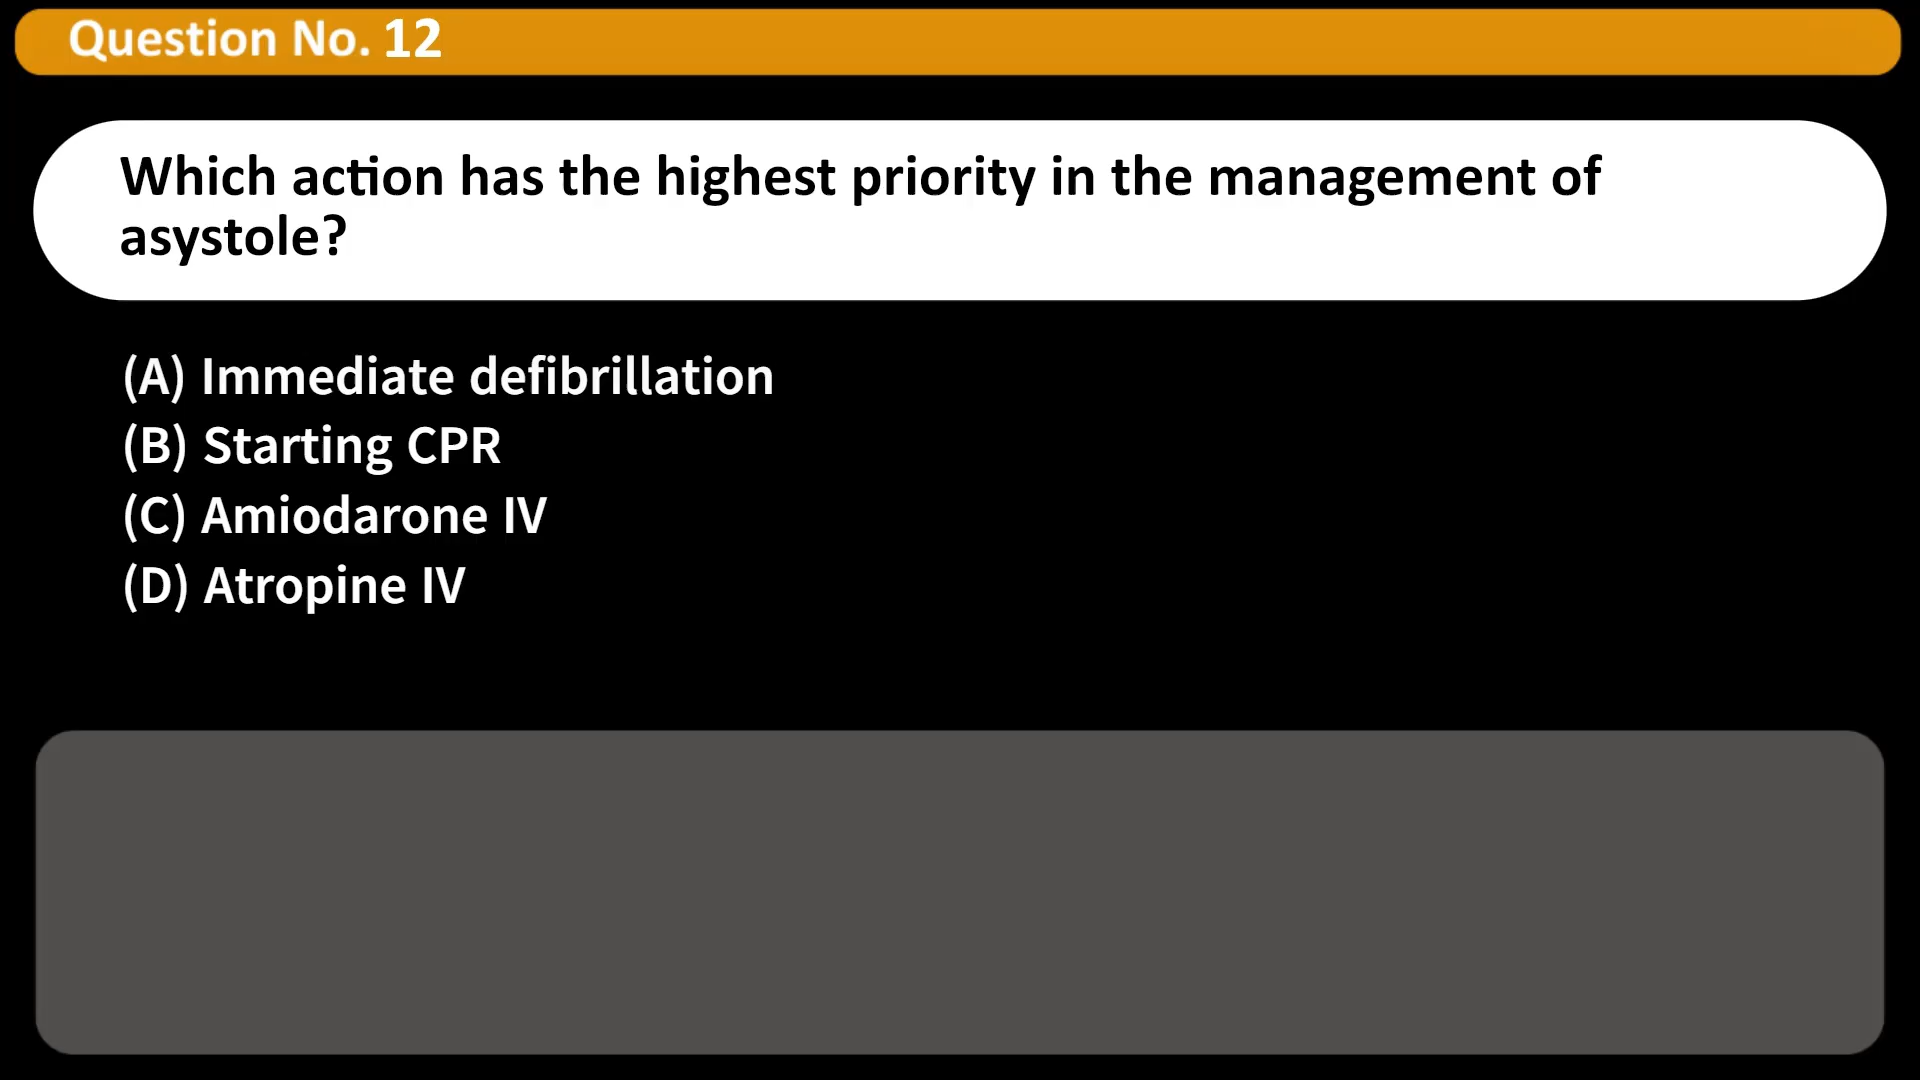 Question No. 12
Which action has the highest priority in the management of
asystole?
(A) Immediate defibrillation
(B) Starting CPR
(C) Amiodarone IV
(D) Atropine IV